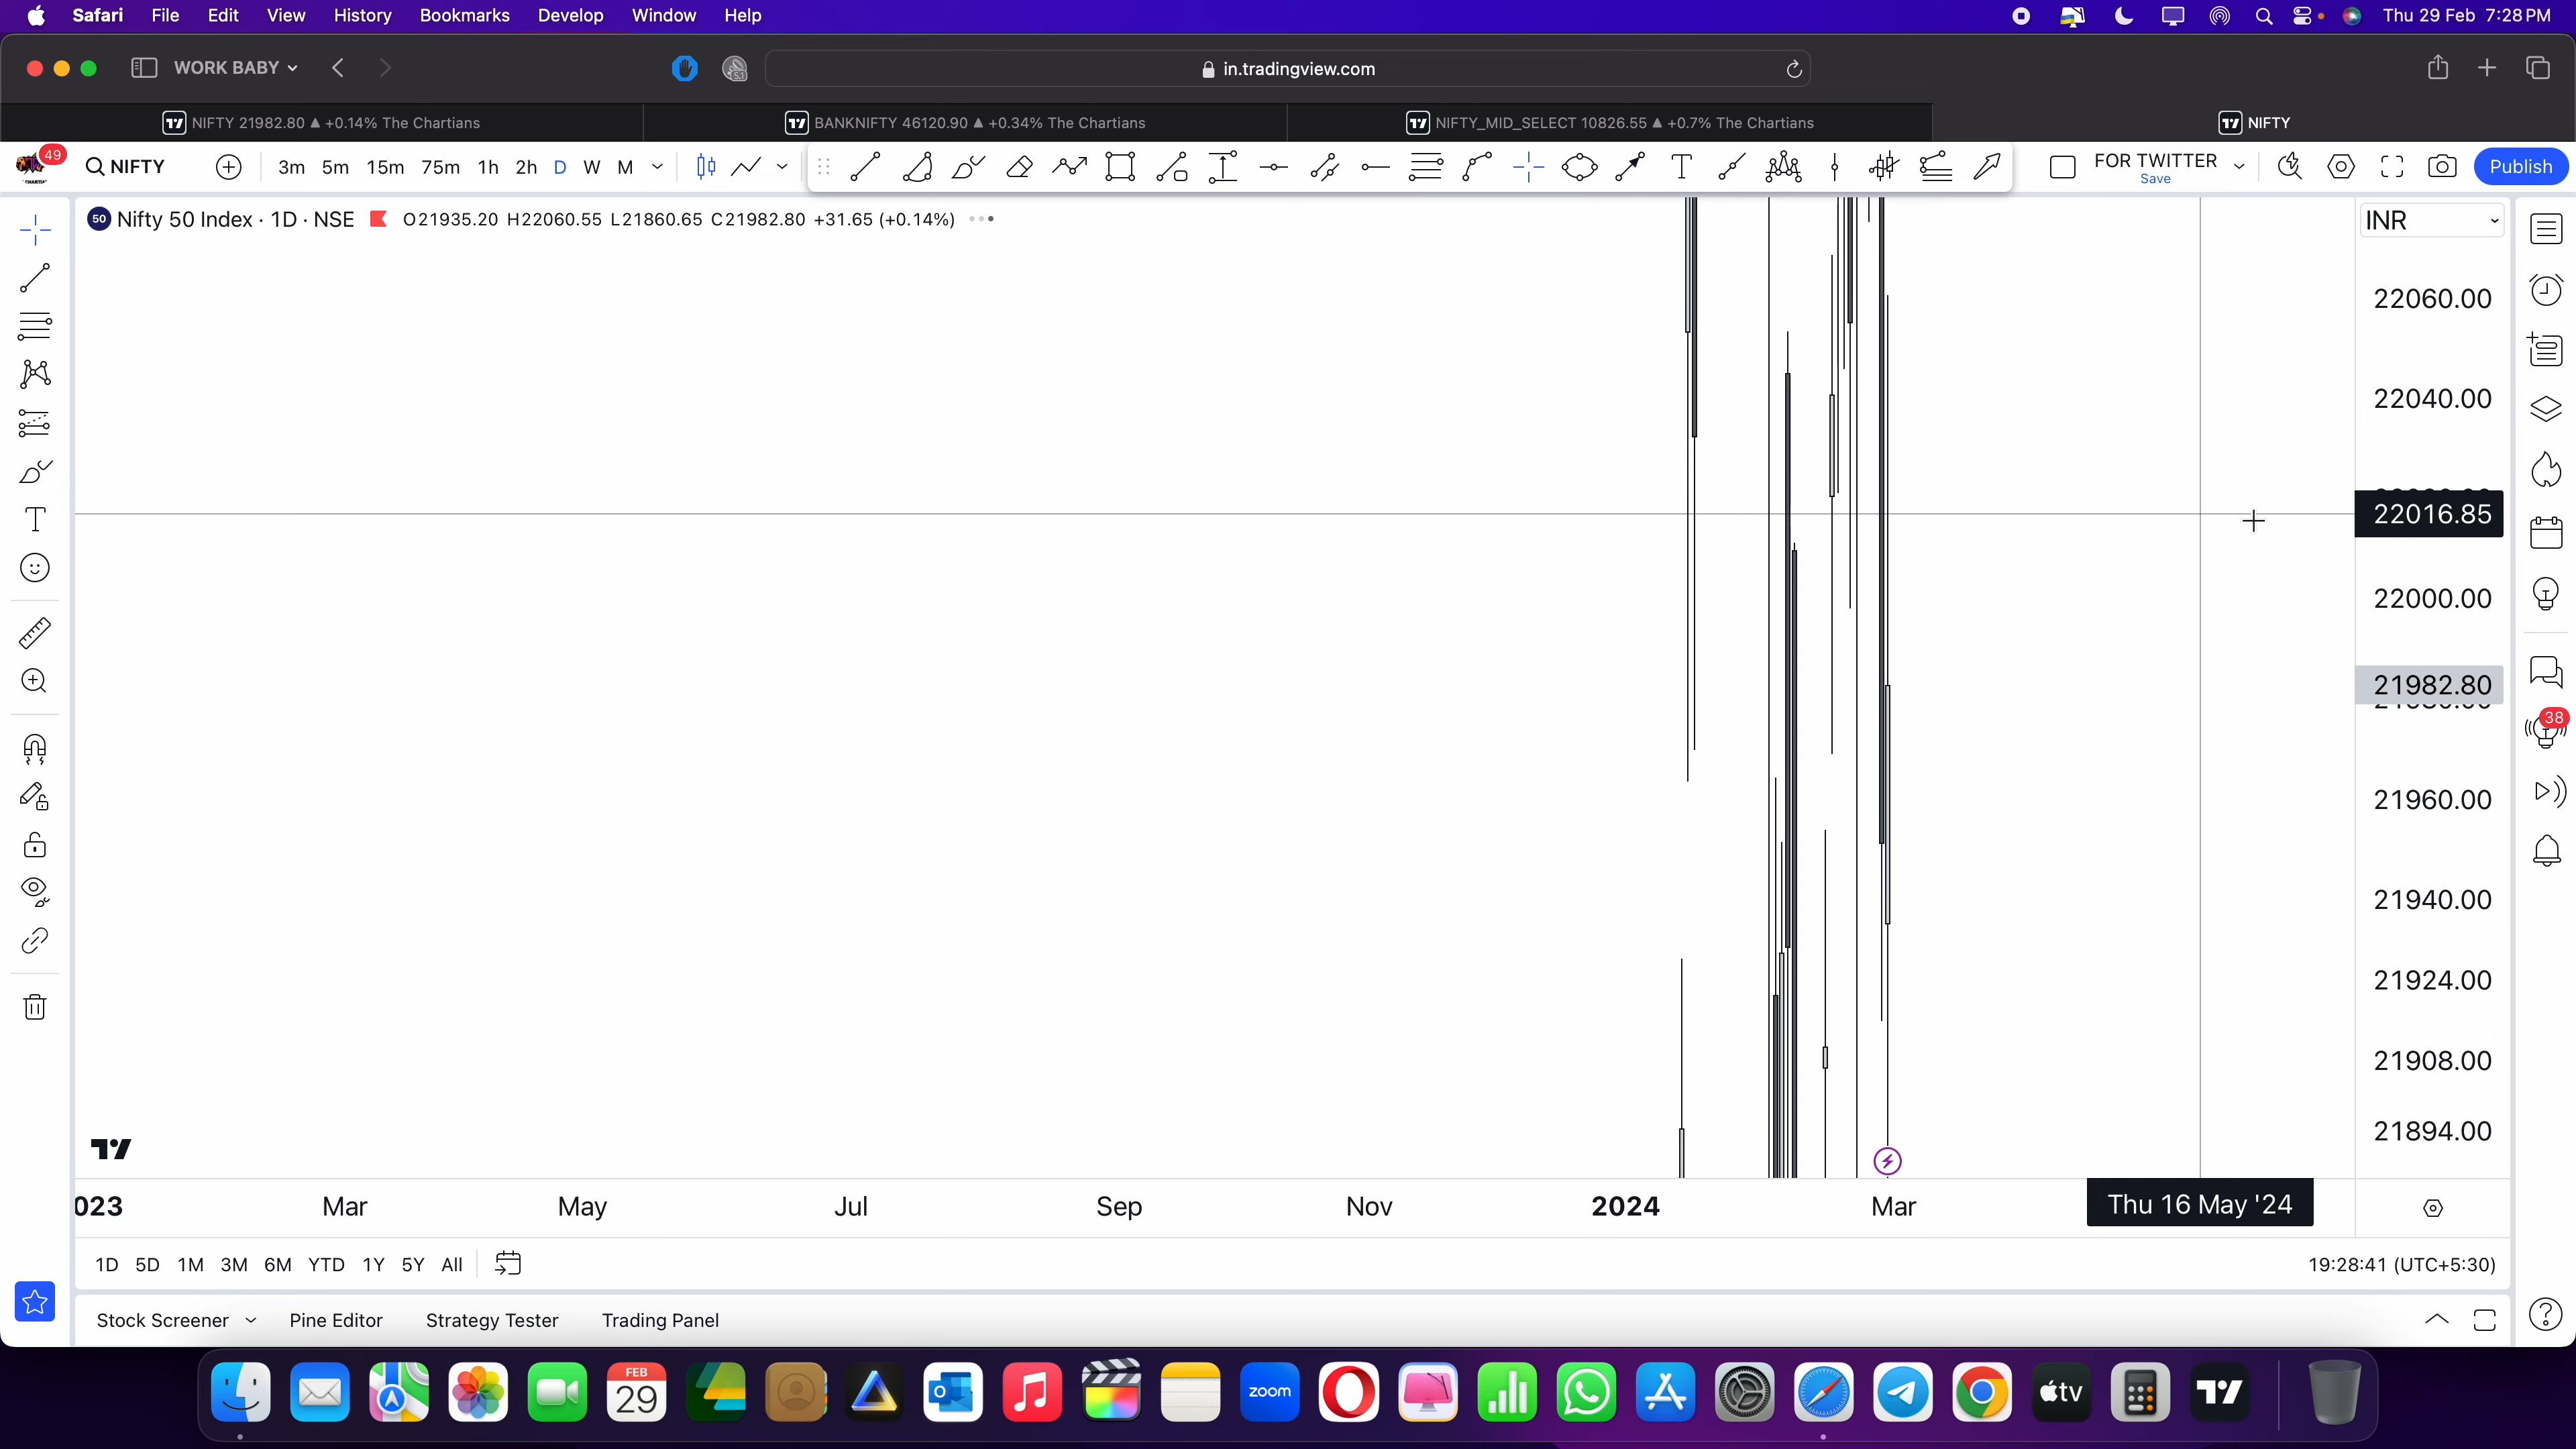 Safari File Edit View History Bookmarks Develop Window Help Thu 29 Feb 7:28 PM
WORK BABY 5.1 in.tradingview.com
NIFTY 21982.80 ▲ +0.14% The Chartians BANKNIFTY 46120.90 ▲ +0.34% The Chartians NIFTY_MID_SELECT 10826.55 ▲ +0.7% The Chartians NIFTY
49 NIFTY 3m 5m 15m 75m 1h 2h D W M FOR TWITTER Publish
Save
50 Nifty 50 Index · 1D · NSE O21935.20 H22060.55 L21860.65 C21982.80 +31.65 (+0.14%) INR
22060.00
22040.00
22016.85
22000.00
21982.80
38
21960.00
21940.00
21924.00
21908.00
21894.00
023 Mar May Jul Sep Nov 2024 Mar Thu 16 May '24
1D 5D 1M 3M 6M YTD 1Y 5Y All 19:28:41 (UTC+5:30)
Stock Screener Pine Editor Strategy Tester Trading Panel
FEB
29
zoom
tv